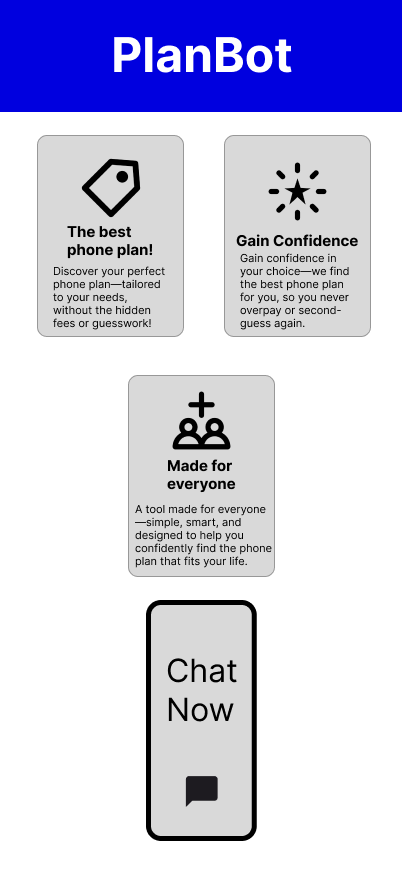 PlanBot
The best
phone plan!
Discover your perfect
phone plan—tailored
to your needs,
without the hidden
fees or guesswork!
Gain Confidence
Gain confidence in
your choice—we find
the best phone plan
for you, so you never
overpay or second-
guess again.
Made for
everyone
A tool made for everyone
—simple, smart, and
designed to help you
confidently find the phone
plan that fits your life.
Chat
Now